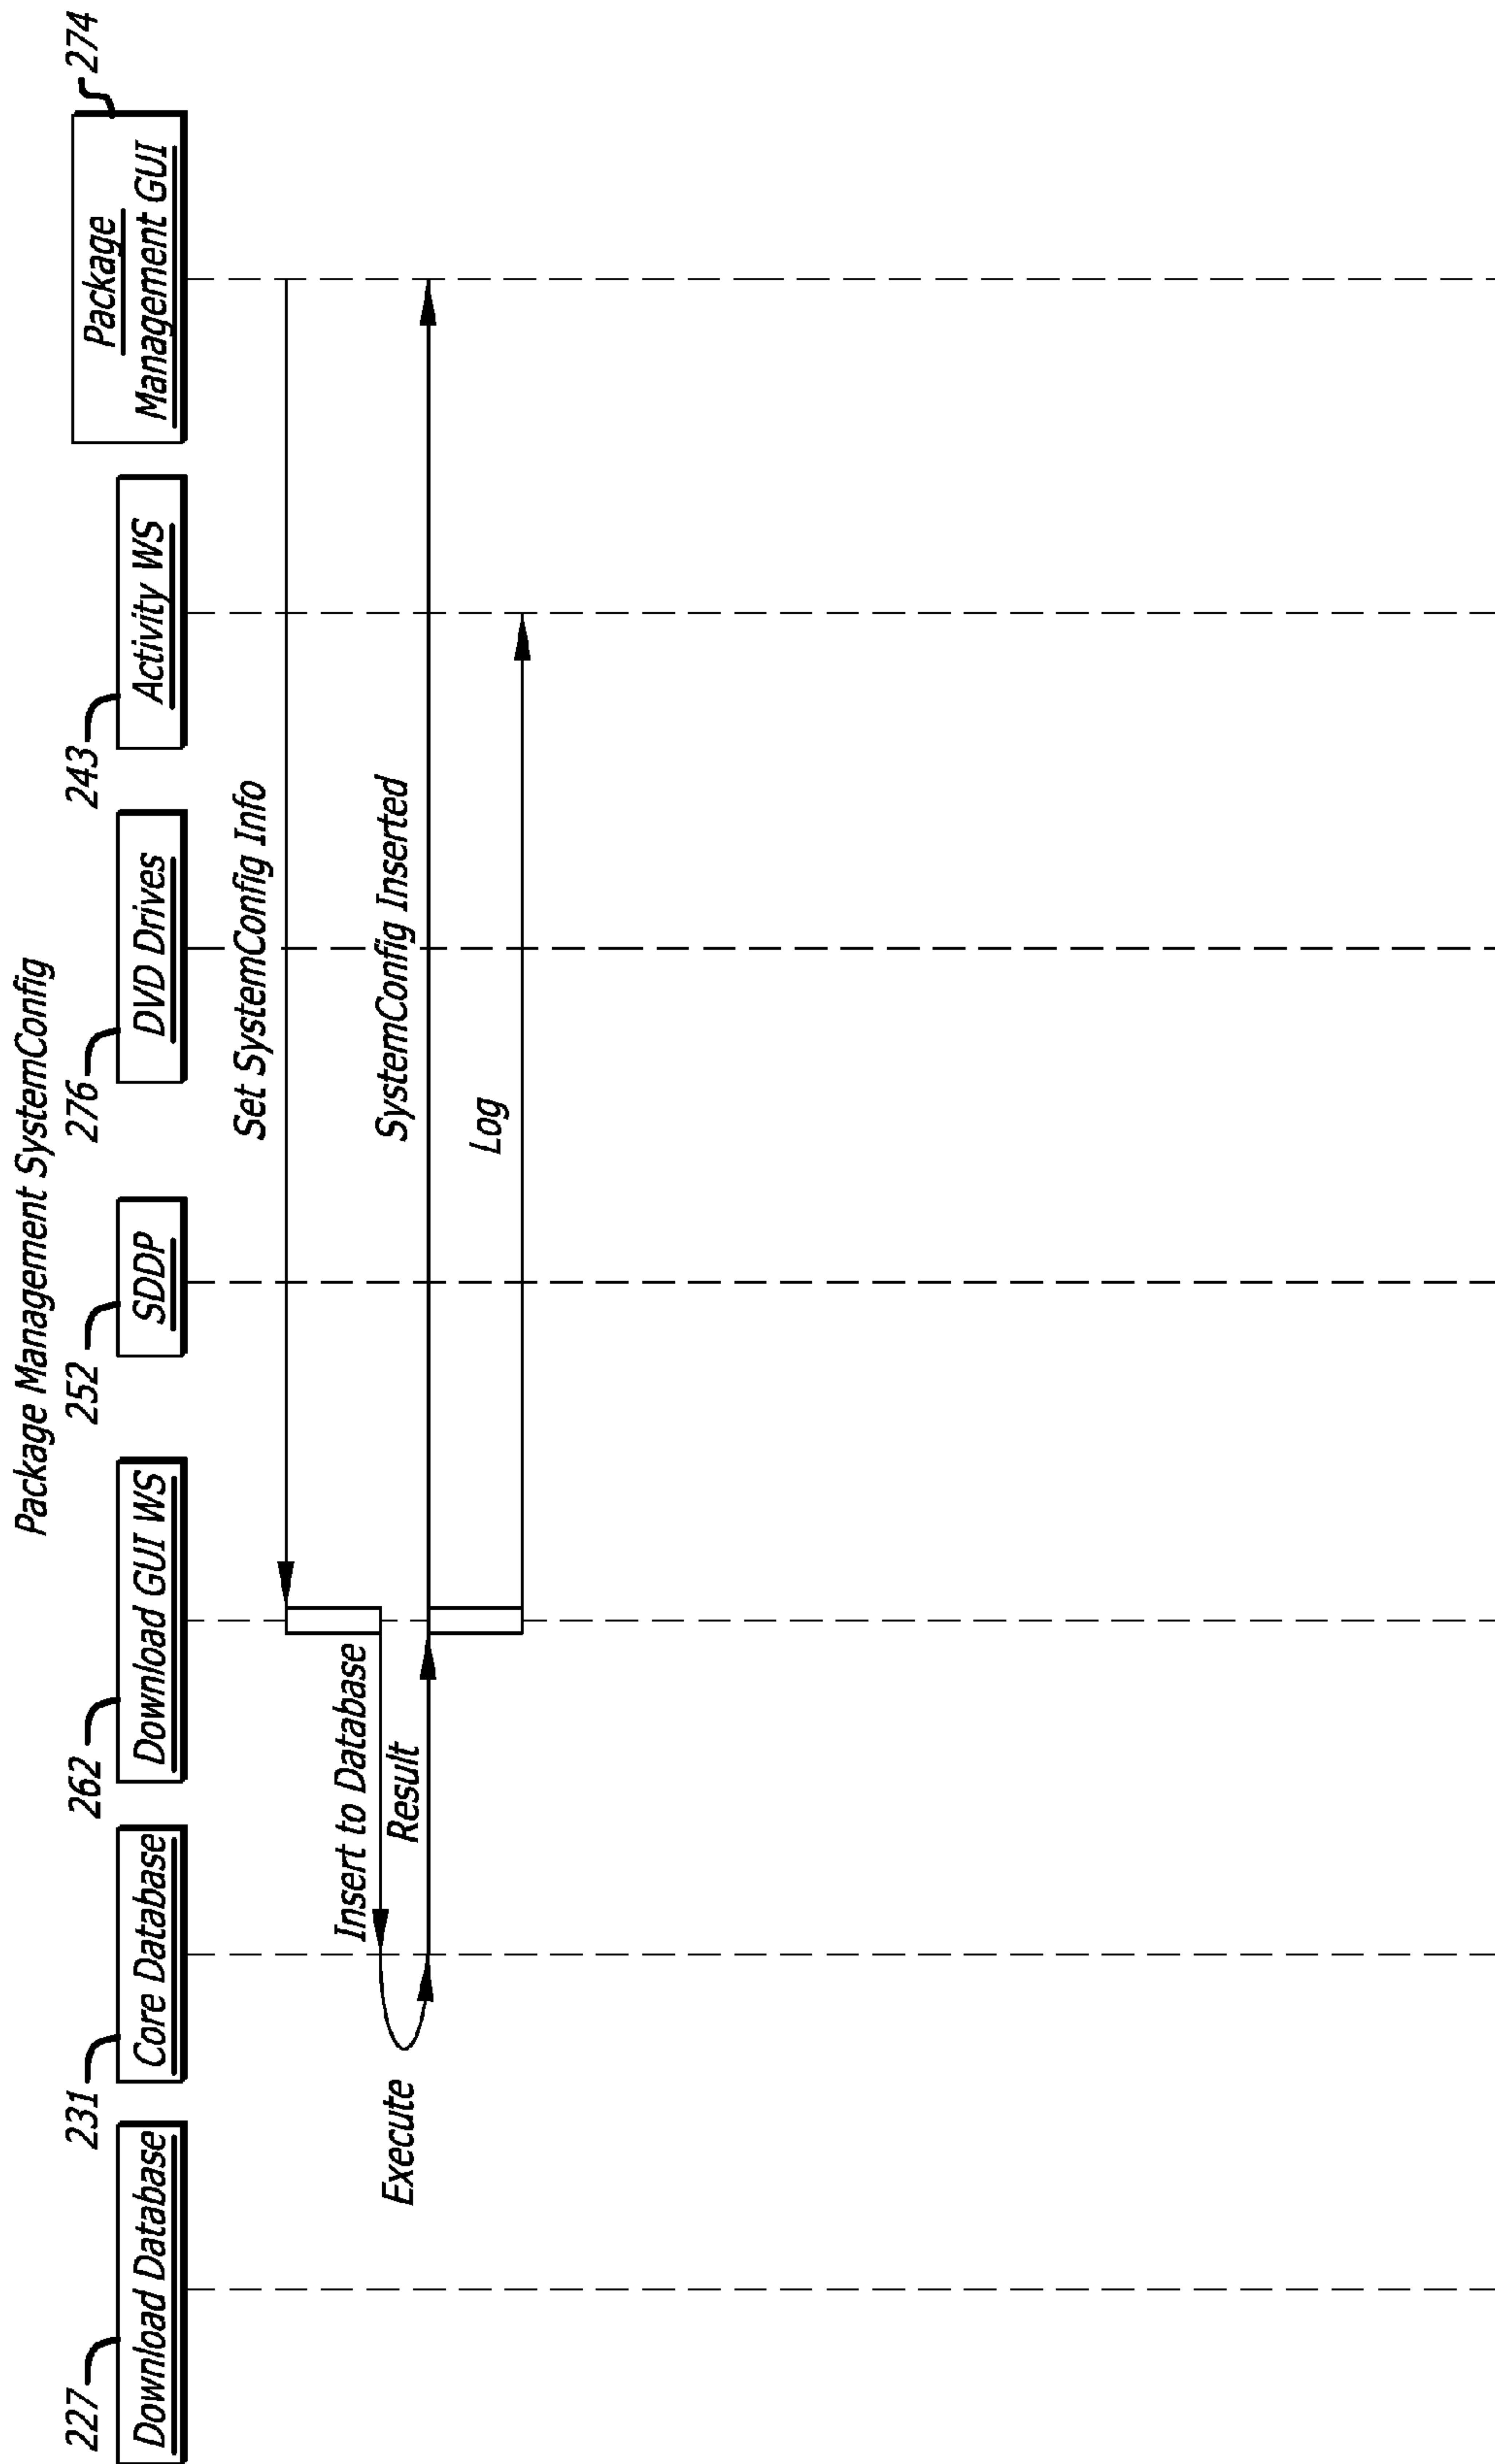 Package Management SystemConfig
227
231
262
252
276
243
274
Download Database
Core Database
Download GUI WS
SDDP
DVD Drives
Activity WS
Package
Management GUI
Set SystemConfig Info
Insert to Database
Execute
Result
SystemConfig Inserted
Log